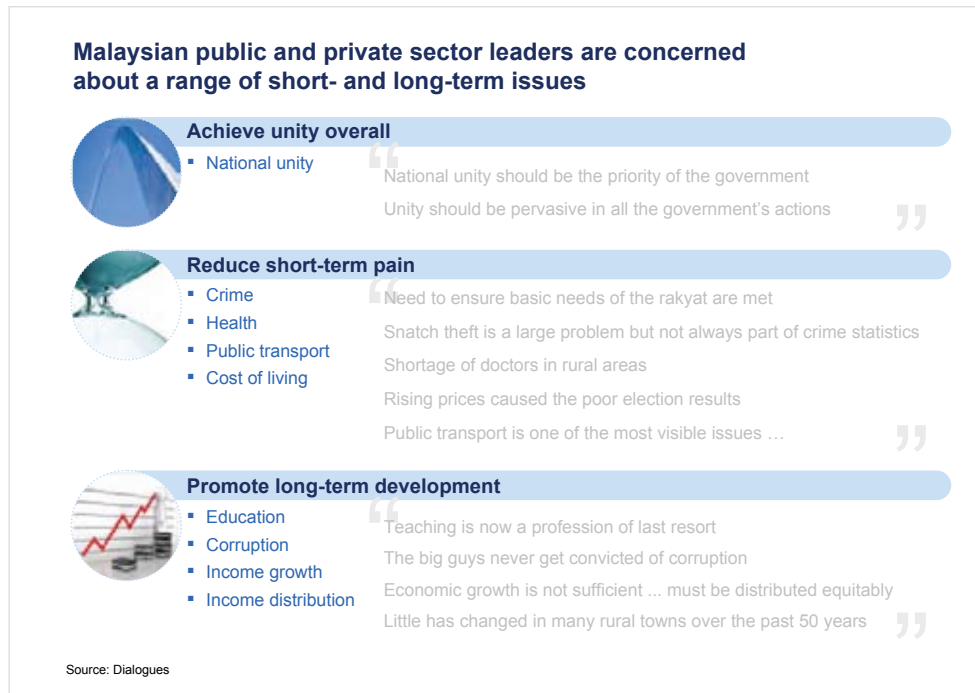 Malaysian public and private sector leaders are concerned
about a range of short- and long-term issues
Achieve unity overall
▪ National unity
“
National unity should be the priority of the government
Unity should be pervasive in all the government’s actions
”
Reduce short-term pain
▪ Crime
▪ Health
▪ Public transport
▪ Cost of living
“
Need to ensure basic needs of the rakyat are met
Snatch theft is a large problem but not always part of crime statistics
Shortage of doctors in rural areas
Rising prices caused the poor election results
Public transport is one of the most visible issues …
”
Promote long-term development
▪ Education
▪ Corruption
▪ Income growth
▪ Income distribution
“
Teaching is now a profession of last resort
The big guys never get convicted of corruption
Economic growth is not sufficient ... must be distributed equitably
Little has changed in many rural towns over the past 50 years
”
Source: Dialogues